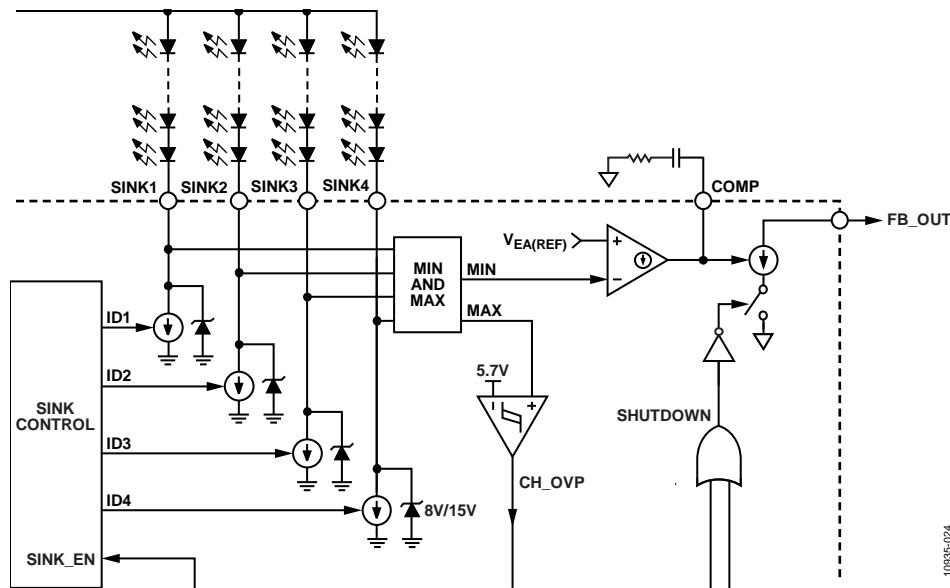 SINK1 SINK2 SINK3 SINK4
COMP
FB_OUT
V_EA(REF)
+
–
MIN
AND
MAX
MIN
MAX
ID1
5.7V
– +
ID2
SINK
CONTROL
SHUTDOWN
ID3
CH_OVP
ID4
8V/15V
SINK_EN
10935-024